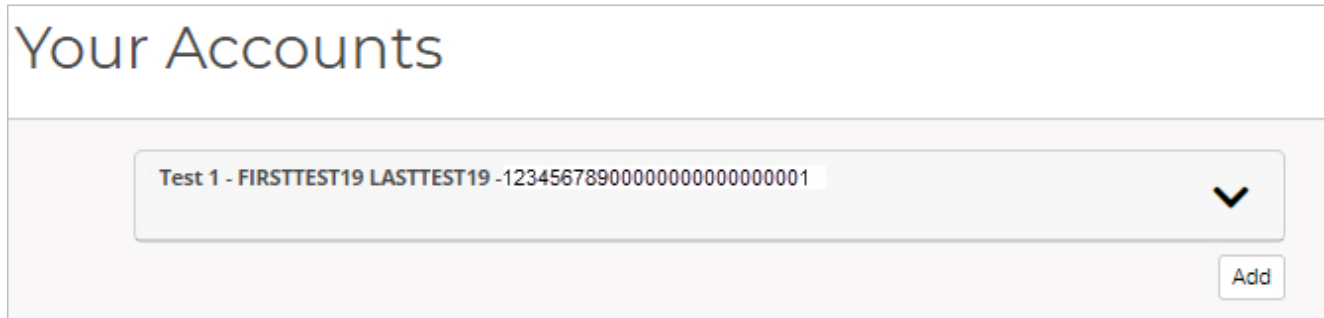 Your Accounts
Test 1 - FIRSTTEST19 LASTTEST19 -12345678900000000000000001
Add